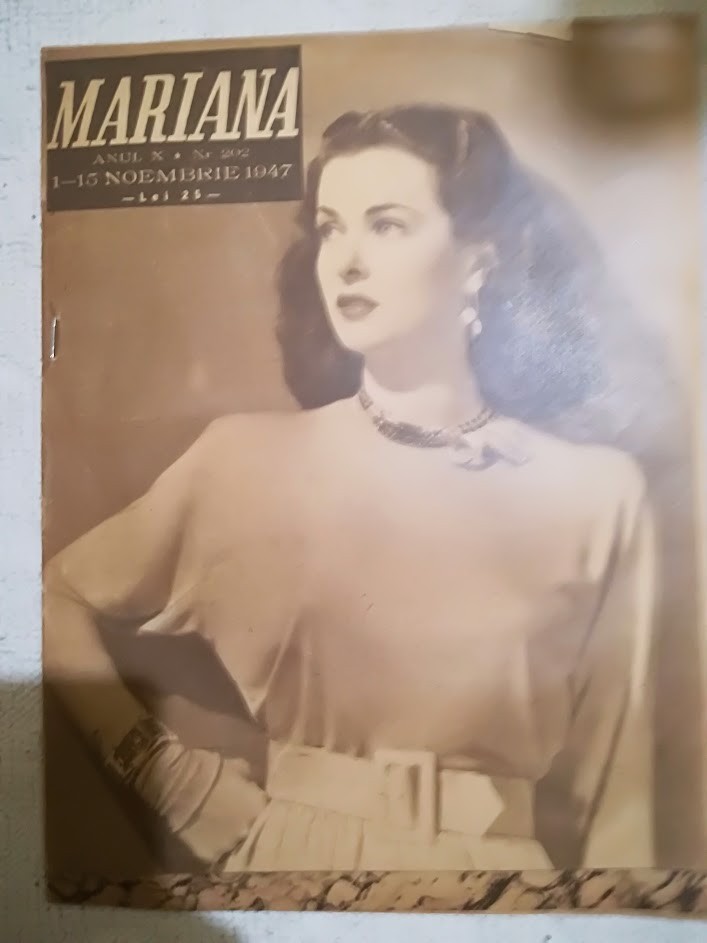 MARIANA
ANUL X • Nr 202
1—15 NOEMBRIE 1947
— Lei 25 —